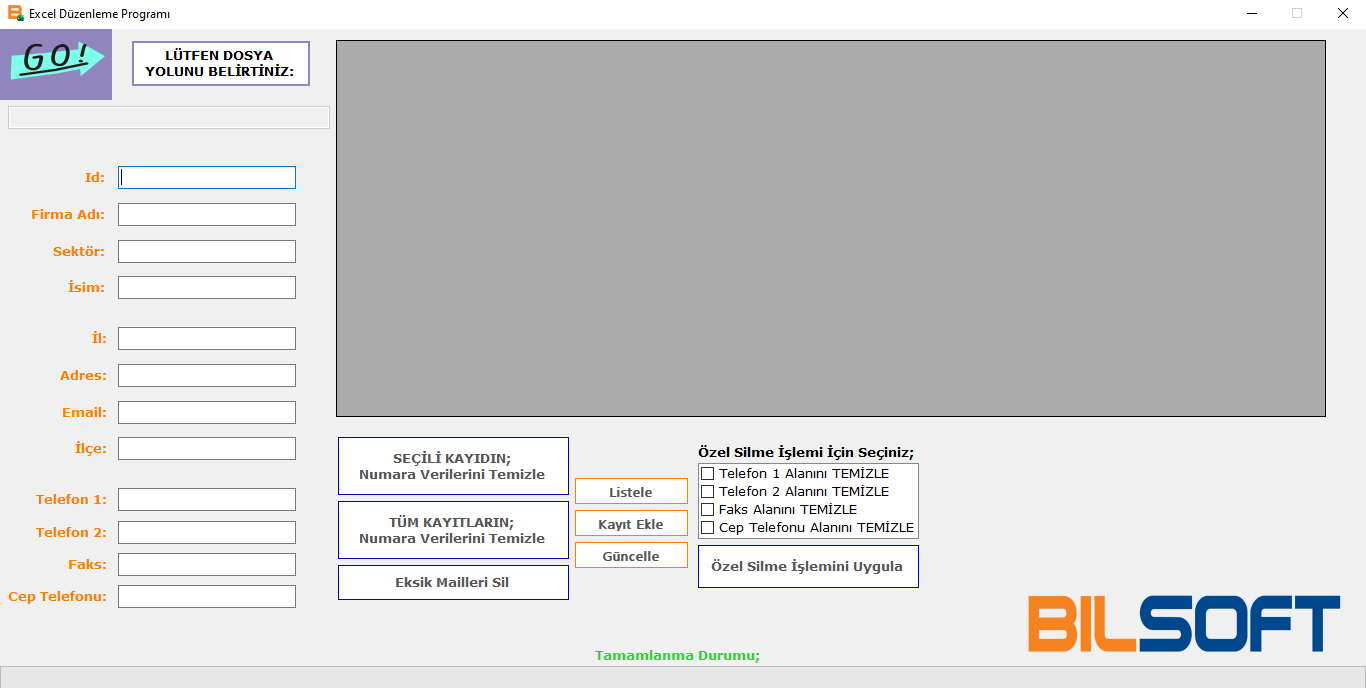 Excel Düzenleme Programı
GO!
LÜTFEN DOSYA
YOLUNU BELİRTİNİZ:
Id:
Firma Adı:
Sektör:
İsim:
İl:
Adres:
Email:
İlçe:
Telefon 1:
Telefon 2:
Faks:
Cep Telefonu:
SEÇİLİ KAYIDIN;
Numara Verilerini Temizle
TÜM KAYITLARIN;
Numara Verilerini Temizle
Eksik Mailleri Sil
Listele
Kayıt Ekle
Güncelle
Özel Silme İşlemi İçin Seçiniz;
Telefon 1 Alanını TEMİZLE
Telefon 2 Alanını TEMİZLE
Faks Alanını TEMİZLE
Cep Telefonu Alanını TEMİZLE
Özel Silme İşlemini Uygula
BILSOFT
Tamamlanma Durumu;